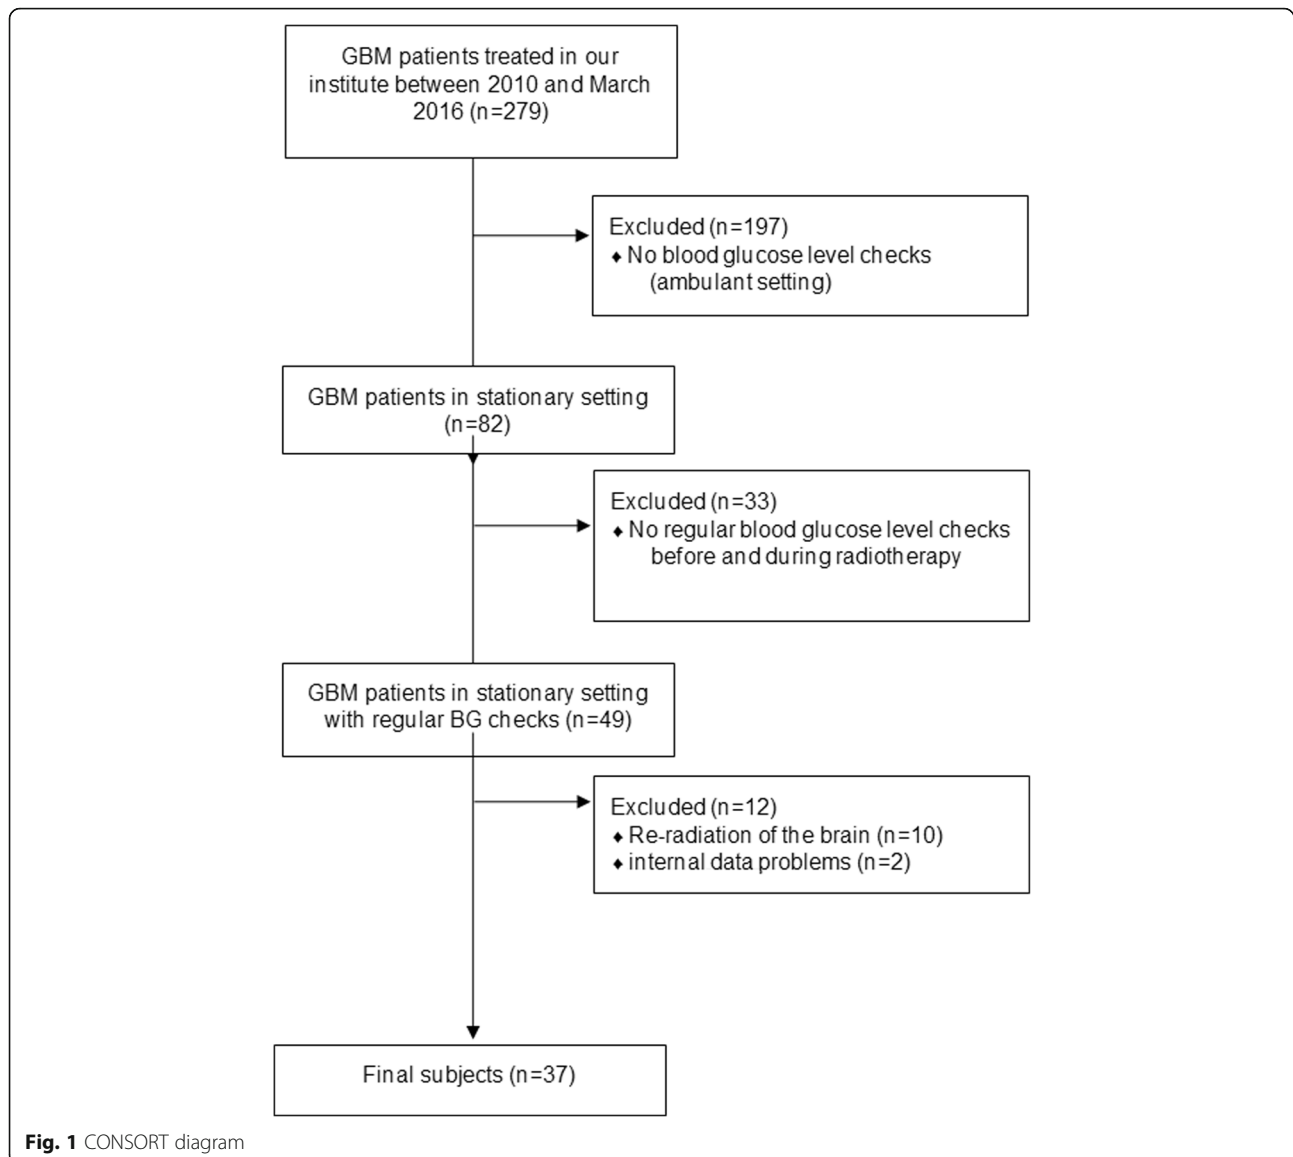 GBM patients treated in our
institute between 2010 and March
2016 (n=279)
Excluded (n=197)
♦ No blood glucose level checks
(ambulant setting)
GBM patients in stationary setting
(n=82)
Excluded (n=33)
♦ No regular blood glucose level checks
before and during radiotherapy
GBM patients in stationary setting
with regular BG checks (n=49)
Excluded (n=12)
♦ Re-radiation of the brain (n=10)
♦ internal data problems (n=2)
Final subjects (n=37)
Fig. 1 CONSORT diagram